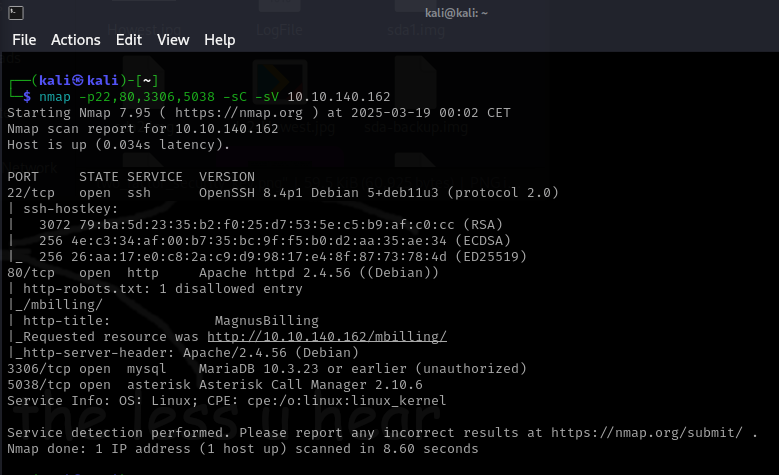 kali@kali: ~
File Actions Edit View Help
LogFile
sda1.img
┌──(kali㉿kali)-[~]
└─$ nmap -p22,80,3306,5038 -sC -sV 10.10.140.162
Starting Nmap 7.95 ( https://nmap.org ) at 2025-03-19 00:02 CET
Nmap scan report for 10.10.140.162
Host is up (0.034s latency).
PORT     STATE SERVICE  VERSION
22/tcp   open  ssh      OpenSSH 8.4p1 Debian 5+deb11u3 (protocol 2.0)
| ssh-hostkey:
|   3072 79:ba:5d:23:35:b2:f0:25:d7:53:5e:c5:b9:af:c0:cc (RSA)
|   256 4e:c3:34:af:00:b7:35:bc:9f:f5:b0:d2:aa:35:ae:34 (ECDSA)
|_  256 26:aa:17:e0:c8:2a:c9:d9:98:17:e4:8f:87:73:78:4d (ED25519)
80/tcp   open  http     Apache httpd 2.4.56 ((Debian))
| http-robots.txt: 1 disallowed entry
|_/mbilling/
| http-title:             MagnusBilling
|_Requested resource was http://10.10.140.162/mbilling/
|_http-server-header: Apache/2.4.56 (Debian)
3306/tcp open  mysql    MariaDB 10.3.23 or earlier (unauthorized)
5038/tcp open  asterisk Asterisk Call Manager 2.10.6
Service Info: OS: Linux; CPE: cpe:/o:linux:linux_kernel
Service detection performed. Please report any incorrect results at https://nmap.org/submit/ .
Nmap done: 1 IP address (1 host up) scanned in 8.60 seconds